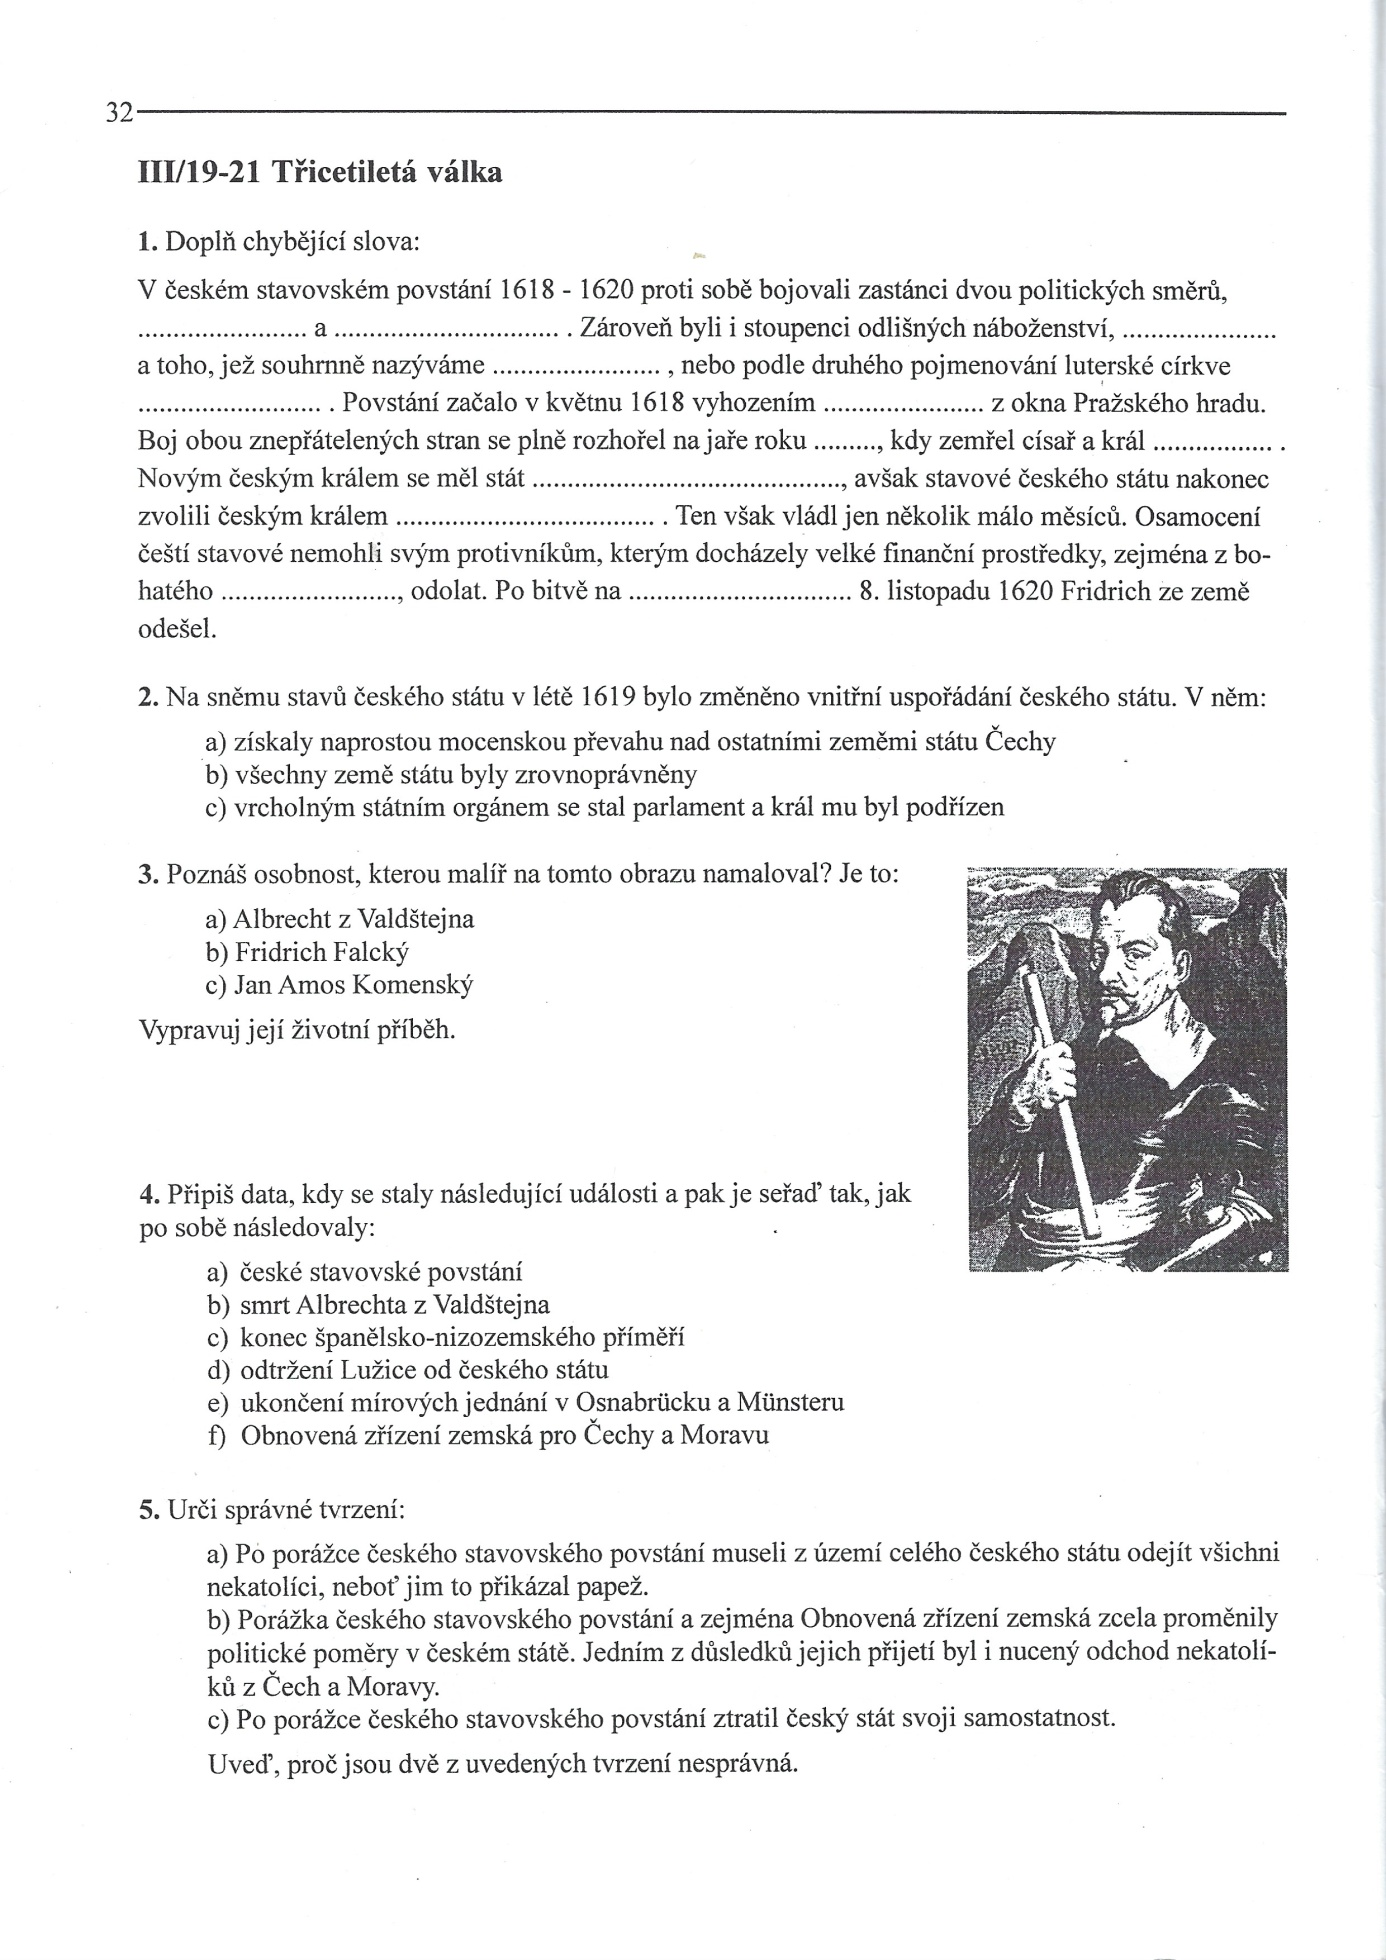 32
III/19-21 Třicetiletá válka
1. Doplň chybějící slova:
V českém stavovském povstání 1618 - 1620 proti sobě bojovali zastánci dvou politických směrů,
........................ a ................................. . Zároveň byli i stoupenci odlišných náboženství, ......................
a toho, jež souhrnně nazýváme ........................ , nebo podle druhého pojmenování luterské církve
........................... . Povstání začalo v květnu 1618 vyhozením ....................... z okna Pražského hradu.
Boj obou znepřátelených stran se plně rozhořel na jaře roku ........., kdy zemřel císař a král ................. .
Novým českým králem se měl stát ............................................, avšak stavové českého státu nakonec
zvolili českým králem ..................................... . Ten však vládl jen několik málo měsíců. Osamocení
čeští stavové nemohli svým protivníkům, kterým docházely velké finanční prostředky, zejména z bo-
hatého ........................., odolat. Po bitvě na ................................ 8. listopadu 1620 Fridrich ze země
odešel.
2. Na sněmu stavů českého státu v létě 1619 bylo změněno vnitřní uspořádání českého státu. V něm:
a) získaly naprostou mocenskou převahu nad ostatními zeměmi státu Čechy
b) všechny země státu byly zrovnoprávněny
c) vrcholným státním orgánem se stal parlament a král mu byl podřízen
3. Poznáš osobnost, kterou malíř na tomto obrazu namaloval? Je to:
a) Albrecht z Valdštejna
b) Fridrich Falcký
c) Jan Amos Komenský
Vypravuj její životní příběh.
4. Připiš data, kdy se staly následující události a pak je seřaď tak, jak
po sobě následovaly:
a) české stavovské povstání
b) smrt Albrechta z Valdštejna
c) konec španělsko-nizozemského příměří
d) odtržení Lužice od českého státu
e) ukončení mírových jednání v Osnabrücku a Münsteru
f) Obnovená zřízení zemská pro Čechy a Moravu
5. Urči správné tvrzení:
a) Po porážce českého stavovského povstání museli z území celého českého státu odejít všichni
nekatolíci, neboť jim to přikázal papež.
b) Porážka českého stavovského povstání a zejména Obnovená zřízení zemská zcela proměnily
politické poměry v českém státě. Jedním z důsledků jejich přijetí byl i nucený odchod nekatolí-
ků z Čech a Moravy.
c) Po porážce českého stavovského povstání ztratil český stát svoji samostatnost.
Uveď, proč jsou dvě z uvedených tvrzení nesprávná.